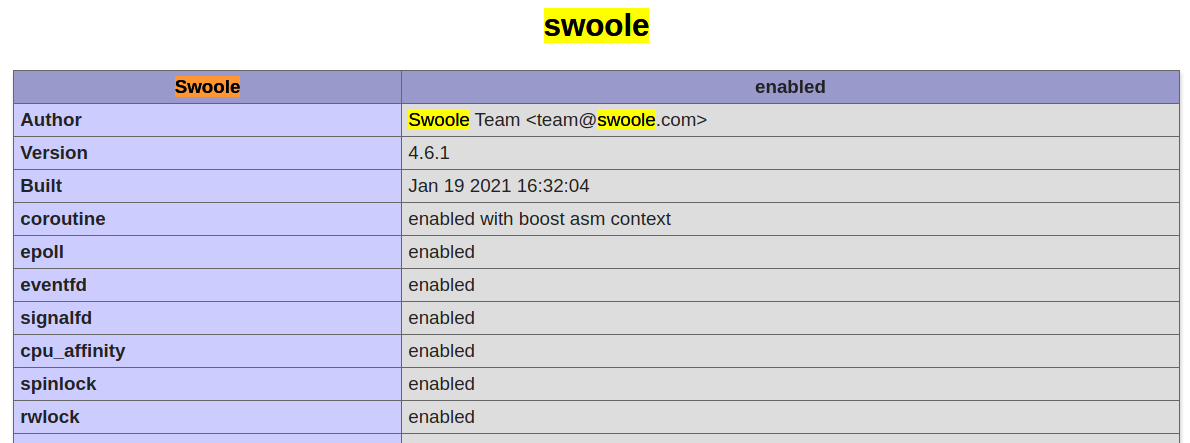 swoole
Swoole enabled
Author Swoole Team <team@swoole.com>
Version 4.6.1
Built Jan 19 2021 16:32:04
coroutine enabled with boost asm context
epoll enabled
eventfd enabled
signalfd enabled
cpu_affinity enabled
spinlock enabled
rwlock enabled